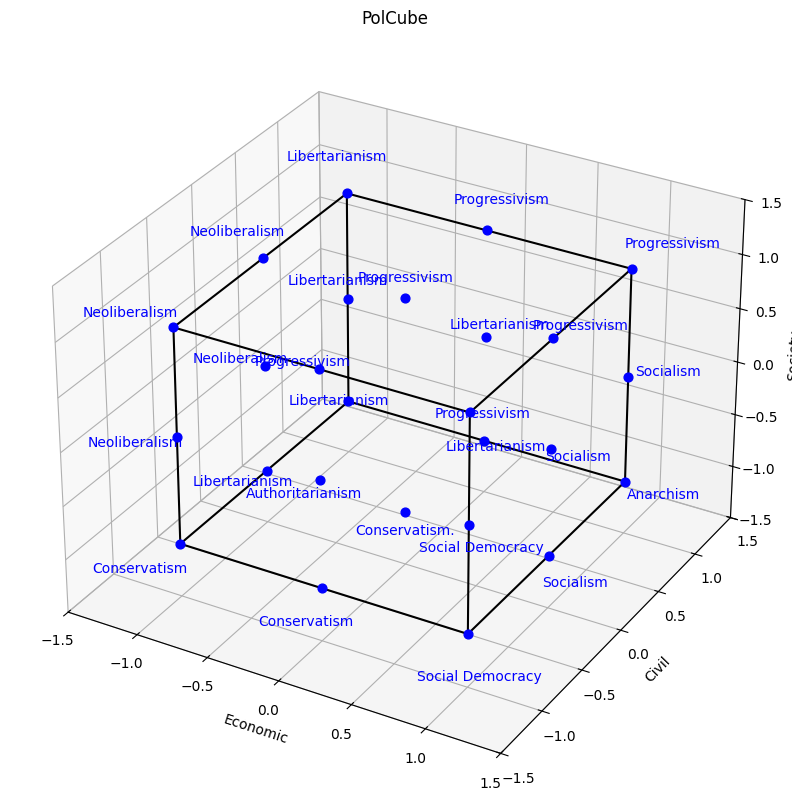 PolCube
Libertarianism
Progressivism
Neoliberalism
Progressivism
Libertarianism
Progressivism
Neoliberalism
Libertarianism
Progressivism
Neoliberalism
Progressivism
Socialism
Libertarianism
Progressivism
Neoliberalism
Libertarianism
Socialism
Libertarianism
Authoritarianism
Anarchism
Conservatism.
Social Democracy
Conservatism
Socialism
Conservatism
Social Democracy
−1.5
−1.0
−0.5
0.0
0.5
1.0
1.5
Economic
−1.5
−1.0
−0.5
0.0
0.5
1.0
1.5
Civil
−1.5
−1.0
−0.5
0.0
0.5
1.0
1.5